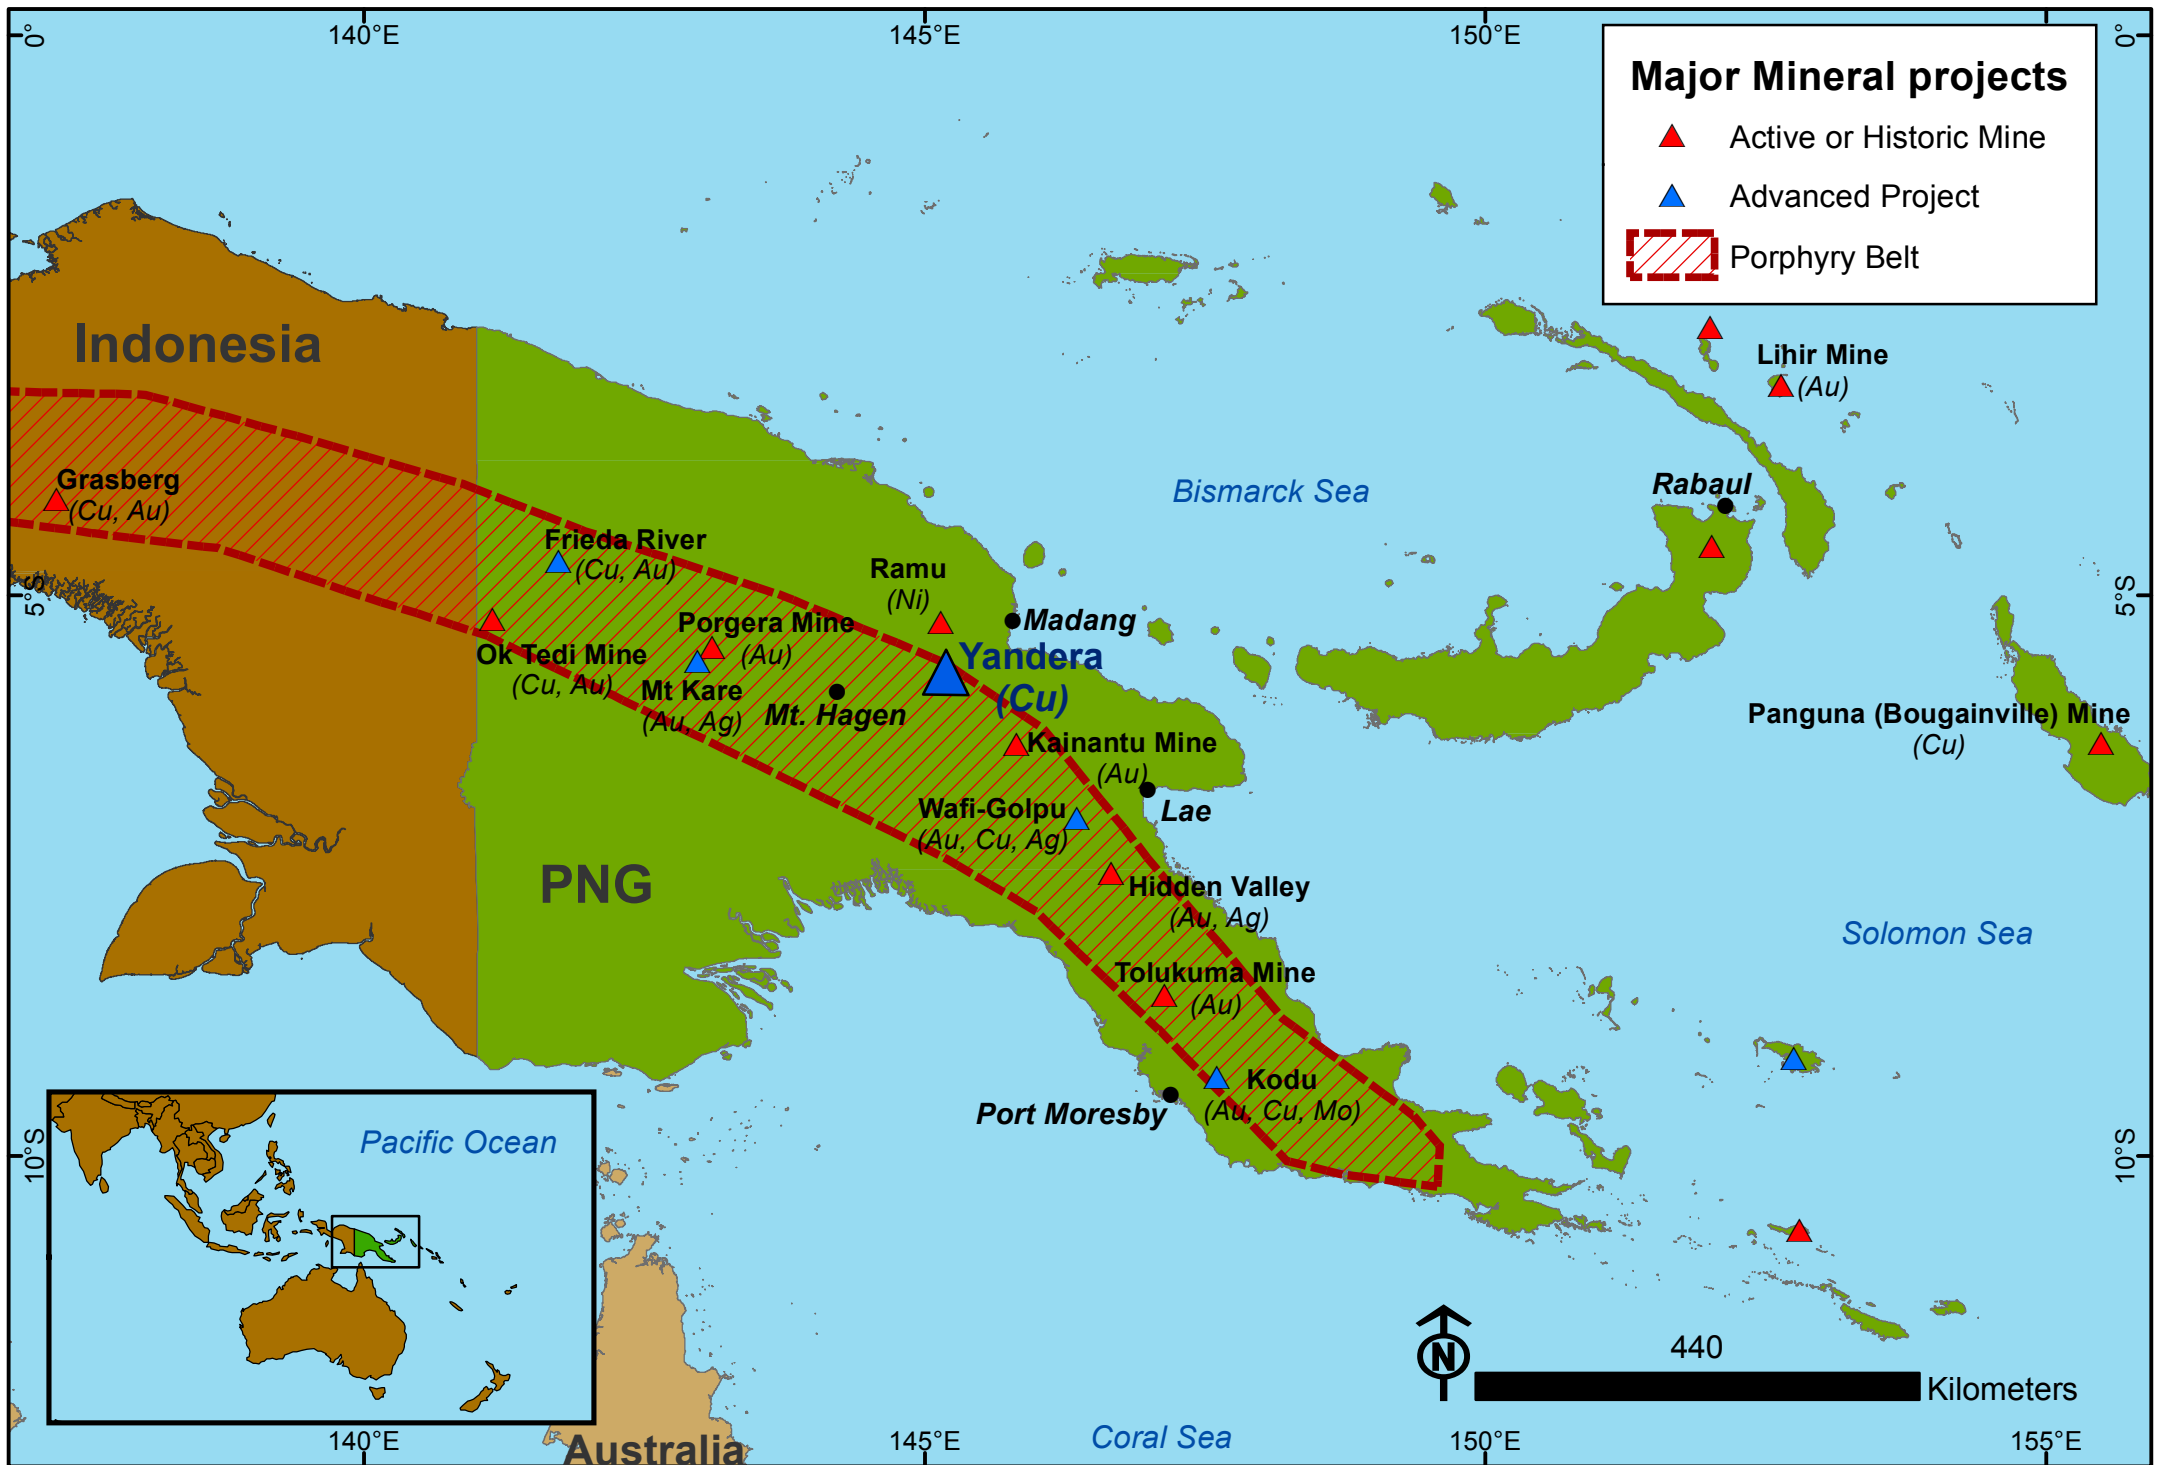 140°E
145°E
150°E
0°
0°
Major Mineral projects
Active or Historic Mine
Advanced Project
Porphyry Belt
Indonesia
Lihir Mine
(Au)
Grasberg
(Cu, Au)
Bismarck Sea
Rabaul
Frieda River
(Cu, Au)
Ramu
(Ni)
5°S
5°S
Madang
Porgera Mine
(Au)
Ok Tedi Mine
(Cu, Au)
Yandera
(Cu)
Mt Kare
(Au, Ag)
Mt. Hagen
Panguna (Bougainville) Mine
(Cu)
Kainantu Mine
(Au)
Lae
Wafi-Golpu
(Au, Cu, Ag)
PNG
Hidden Valley
(Au, Ag)
Solomon Sea
Tolukuma Mine
(Au)
Kodu
(Au, Cu, Mo)
Port Moresby
10°S
10°S
Pacific Ocean
N
440
Kilometers
Coral Sea
Australia
140°E
145°E
150°E
155°E